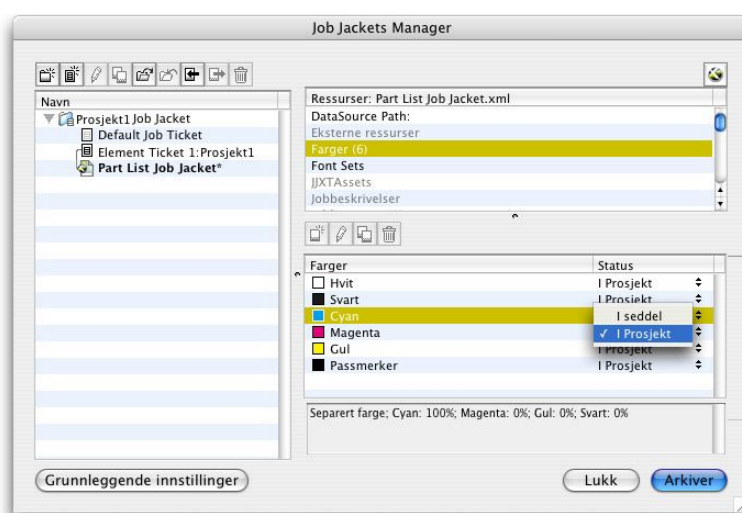 Job Jackets Manager
Navn
Prosjekt1 Job Jacket
Default Job Ticket
Element Ticket 1:Prosjekt1
Part List Job Jacket*
Ressurser: Part List Job Jacket.xml
DataSource Path:
Eksterne ressurser
Farger (6)
Font Sets
JJXTAssets
Jobbeskrivelser
Farger Status
Hvit I Prosjekt
Svart I Prosjekt
Cyan I seddel
Magenta ✓ I Prosjekt
Gul I Prosjekt
Passmerker I Prosjekt
Separert farge; Cyan: 100%; Magenta: 0%; Gul: 0%; Svart: 0%
Grunnleggende innstillinger Lukk Arkiver